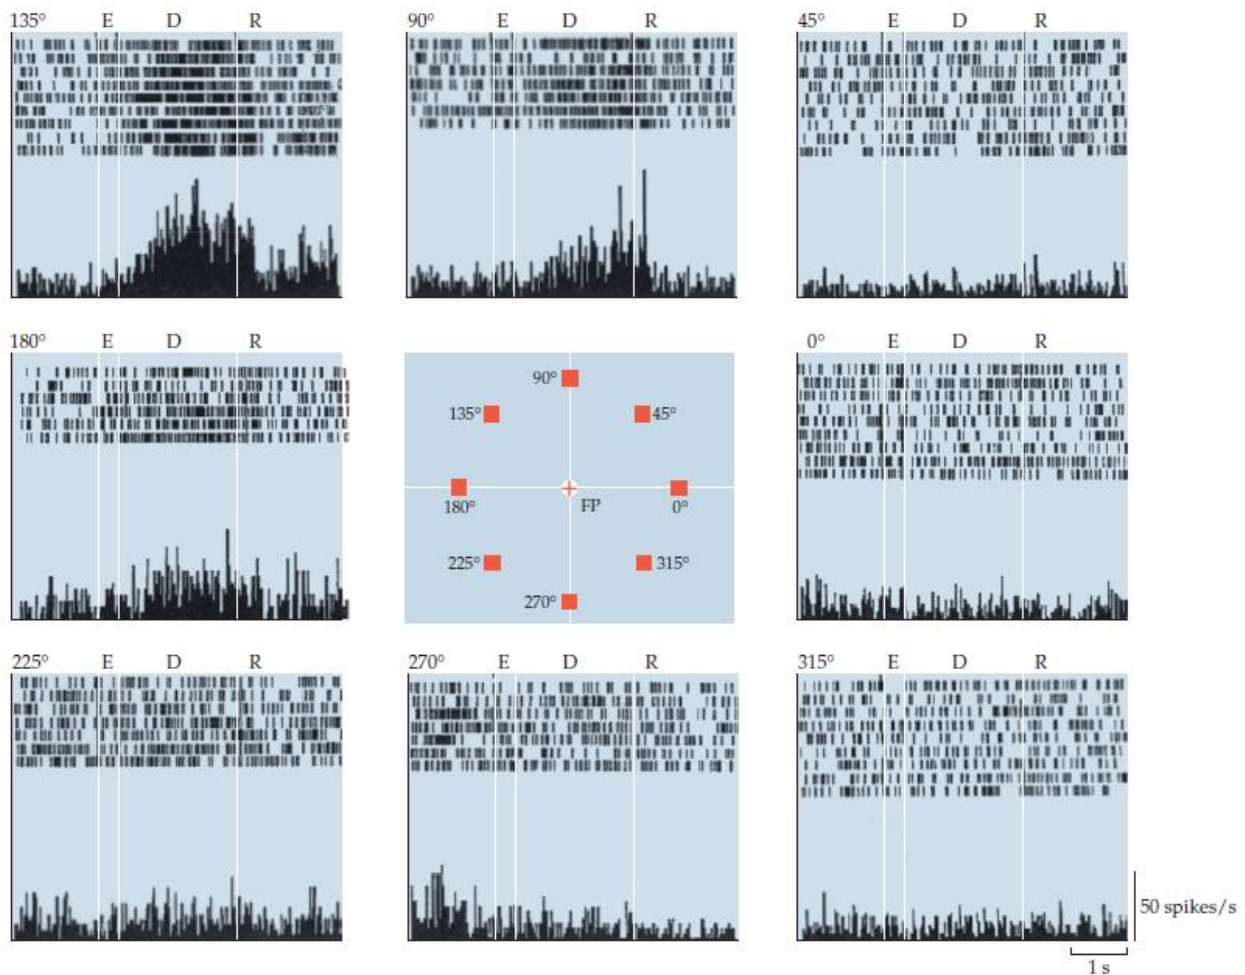 135° E D R
90° E D R
45° E D R
180° E D R
90°
135° 45°
180° FP 0°
225° 315°
270°
0° E D R
225° E D R
270° E D R
315° E D R
50 spikes/s
1 s